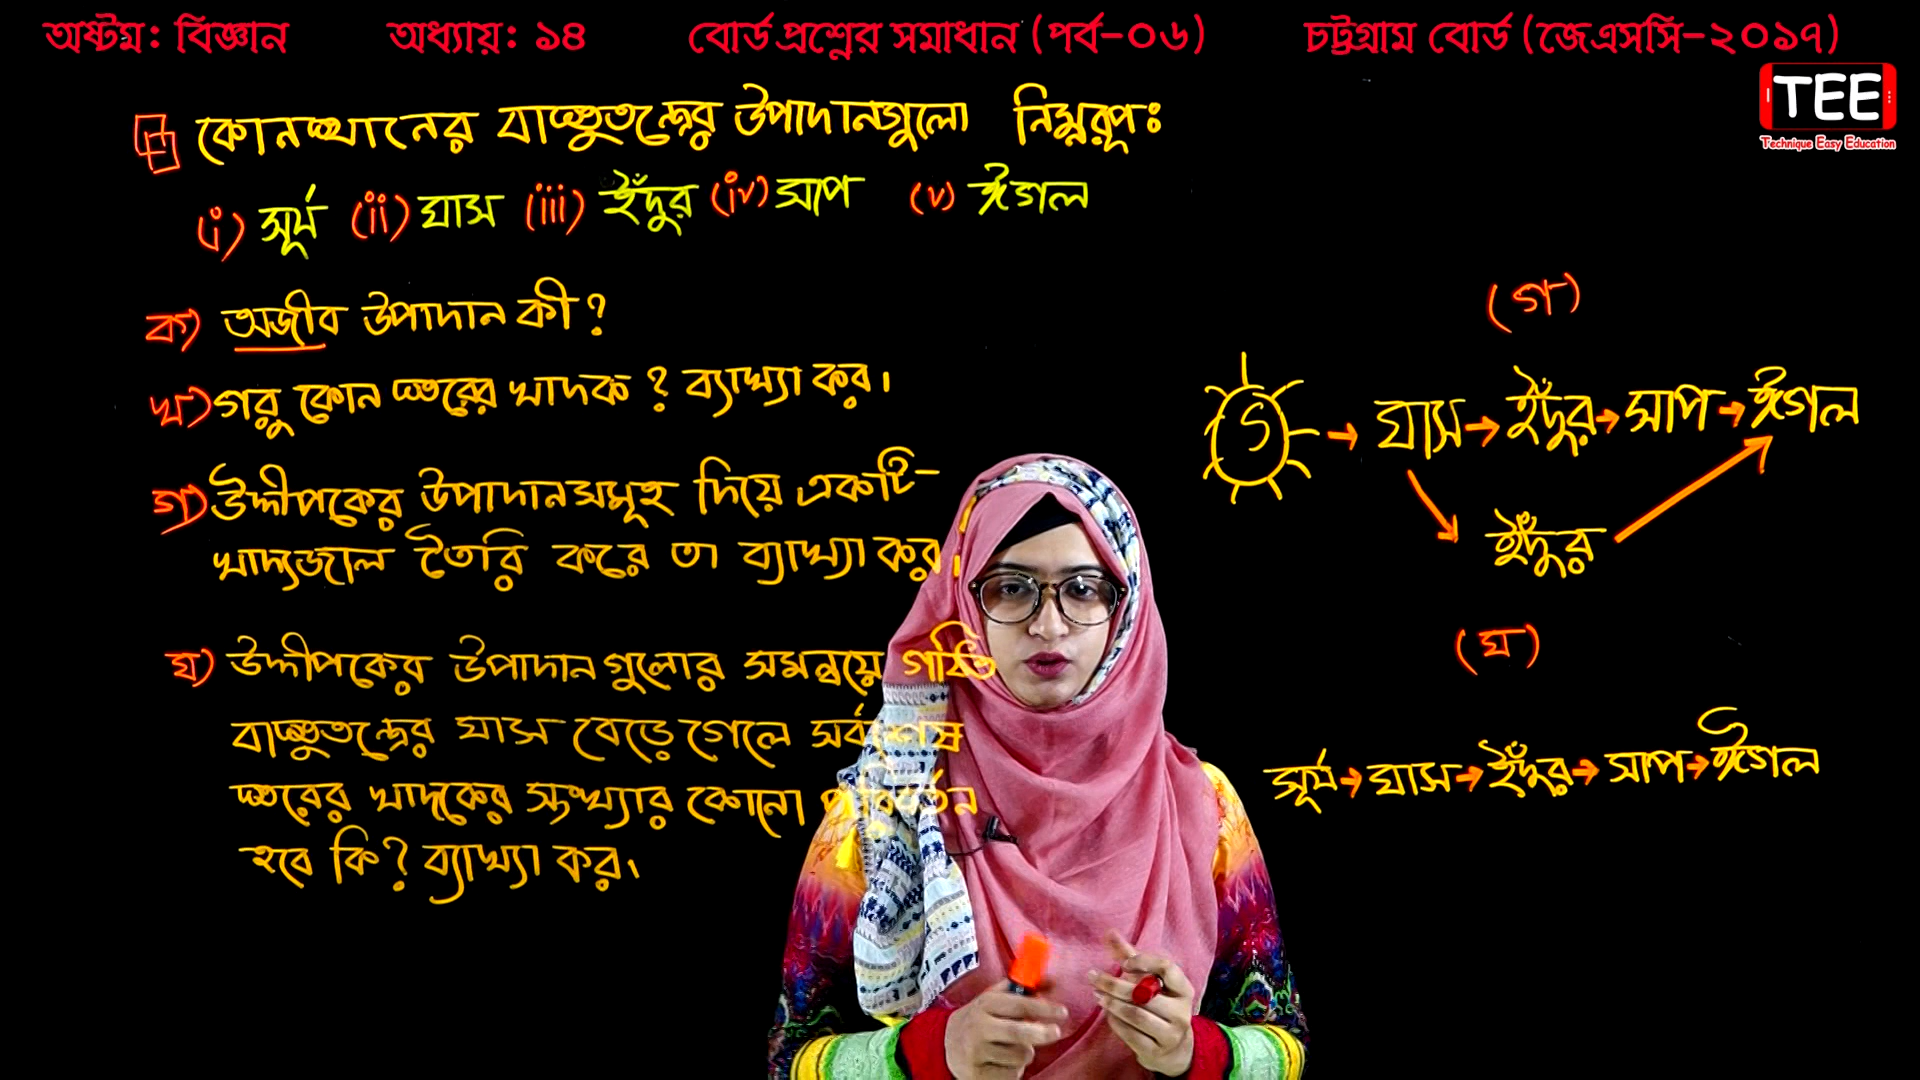 অষ্টম: বিজ্ঞান অধ্যায়: ১৪ বোর্ড প্রশ্নের সমাধান (পর্ব-০৬) চট্টগ্রাম বোর্ড (জেএসসি-২০১৭)
TEE
Technique Easy Education
কোনস্থানের বাস্তুতন্ত্রের উপাদানগুলো নিম্নরূপঃ
(i) সূর্য (ii) ঘাস (iii) ইঁদুর (iv) সাপ (v) ঈগল
ক) অজীব উপাদান কী?
খ) গরু কোন স্তরের খাদক? ব্যাখ্যা কর।
গ) উদ্দীপকের উপাদানসমূহ দিয়ে একটি-
খাদ্যজাল তৈরি করে তা ব্যাখ্যা কর।
ঘ) উদ্দীপকের উপাদানগুলোর সমন্বয়ে গঠিত
বাস্তুতন্ত্রের ঘাস বেড়ে গেলে সর্বশেষ
স্তরের খাদকের সংখ্যার কোনো পরিবর্তন
হবে কি? ব্যাখ্যা কর।
(গ)
S → ঘাস → ইঁদুর → সাপ → ঈগল
ইঁদুর
(ঘ)
সূর্য → ঘাস → ইঁদুর → সাপ → ঈগল